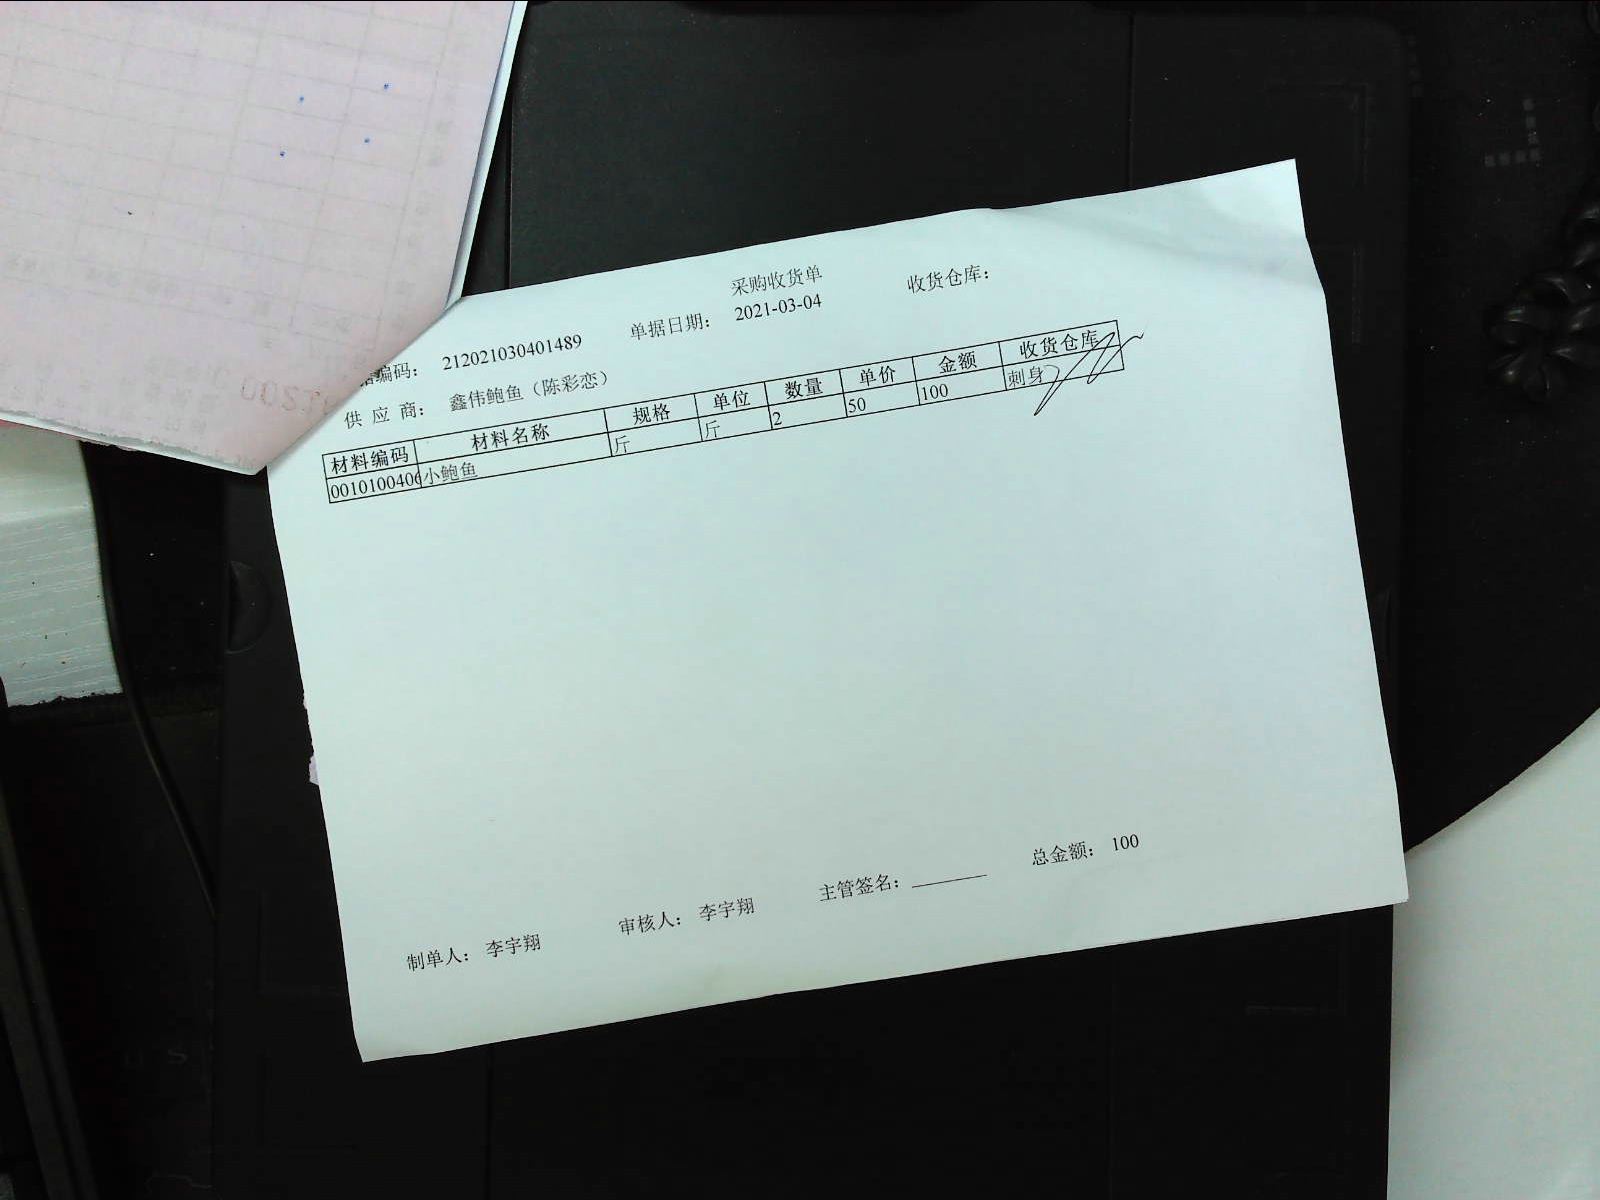 采购收货单
编码： 212021030401489 单据日期： 2021-03-04 收货仓库：
供 应 商： 鑫伟鲍鱼（陈彩恋）
材料编码 材料名称 规格 单位 数量 单价 金额 收货仓库
0010100406 小鲍鱼 斤 斤 2 50 100 刺身
总金额： 100
制单人： 李宇翔 审核人： 李宇翔 主管签名：